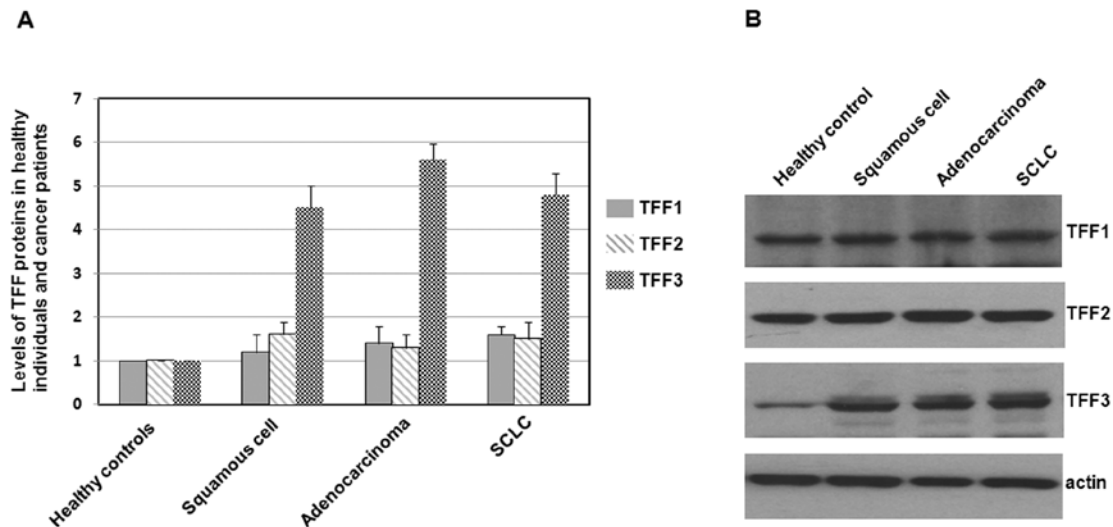 A
Levels of TFF proteins in healthy
individuals and cancer patients
7
6
5
4
3
2
1
0
Healthy controls
Squamous cell
Adenocarcinoma
SCLC
TFF1
TFF2
TFF3
B
Healthy control
Squamous cell
Adenocarcinoma
SCLC
TFF1
TFF2
TFF3
actin